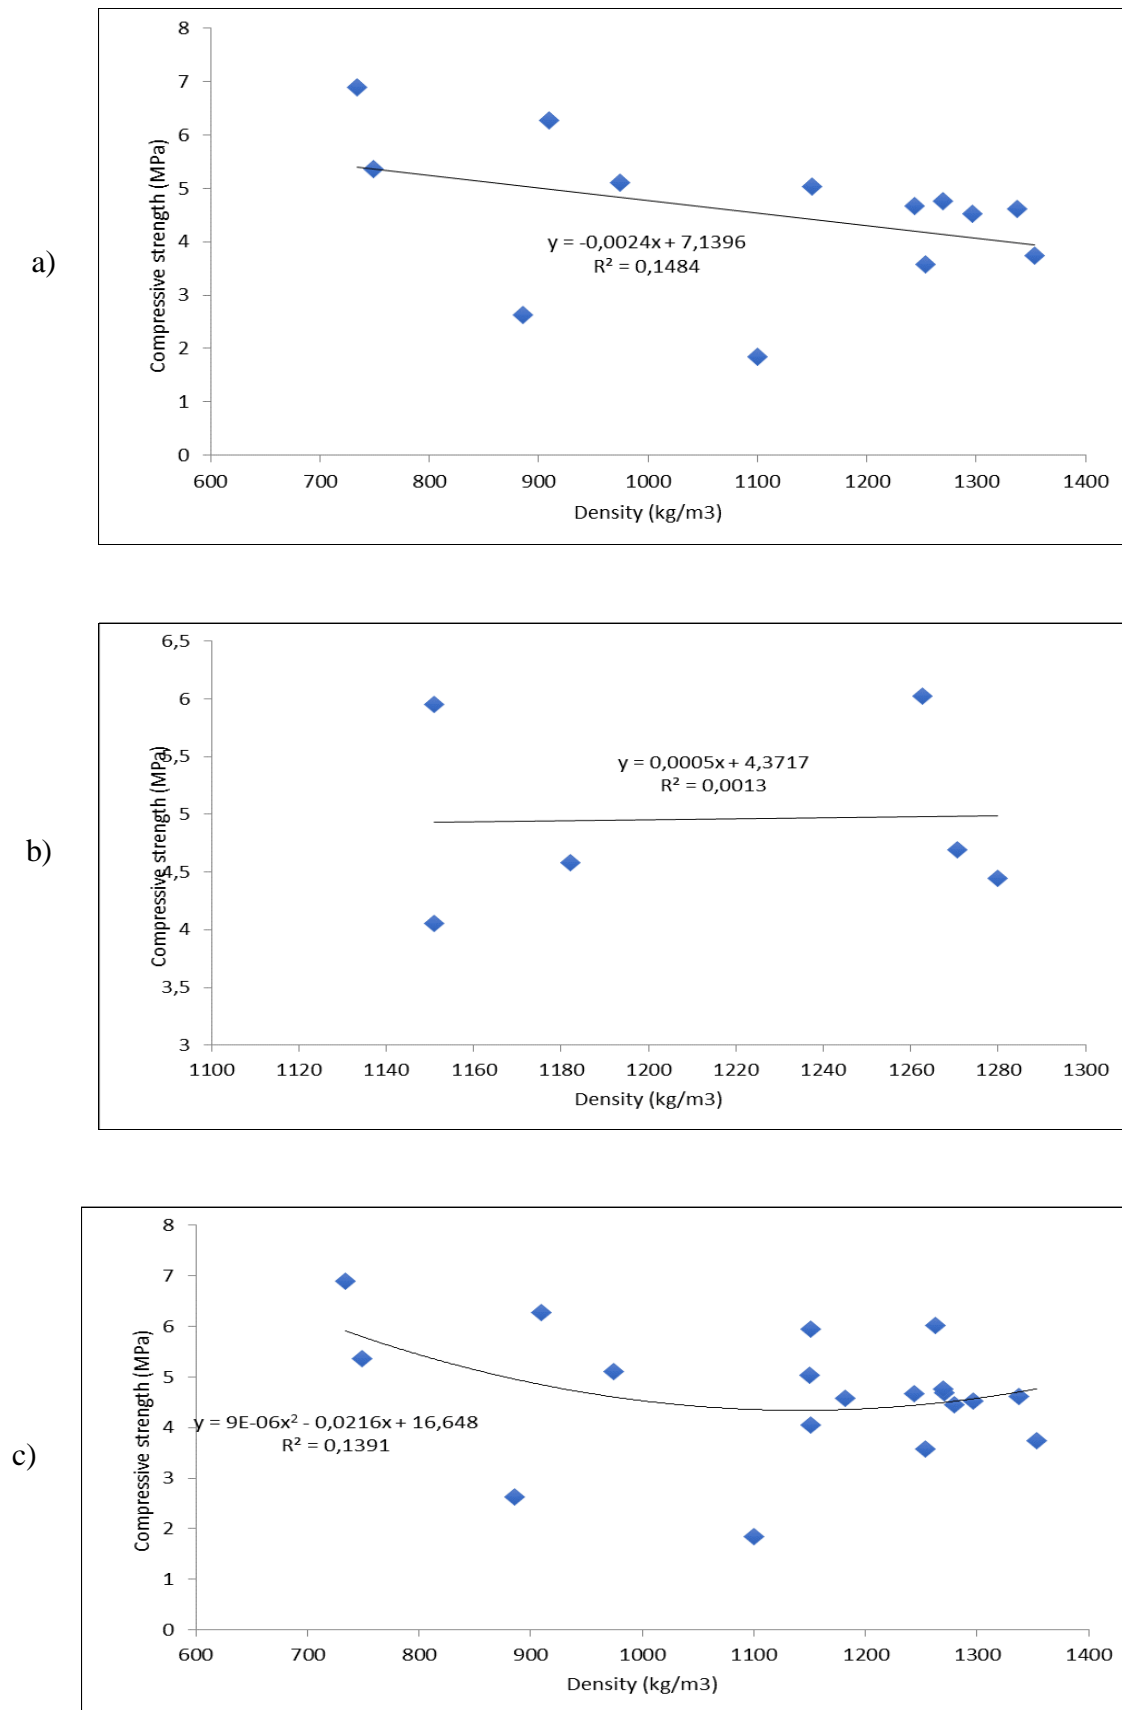 a)
Compressive strength (MPa)
8
7
6
5
4
3
2
1
0
y = -0,0024x + 7,1396
R² = 0,1484
600 700 800 900 1000 1100 1200 1300 1400
Density (kg/m3)
b)
Compressive strength (MPa)
6,5
6
5,5
5
4,5
4
3,5
3
y = 0,0005x + 4,3717
R² = 0,0013
1100 1120 1140 1160 1180 1200 1220 1240 1260 1280 1300
Density (kg/m3)
c)
Compressive strength (MPa)
8
7
6
5
4
3
2
1
0
y = 9E-06x² - 0,0216x + 16,648
R² = 0,1391
600 700 800 900 1000 1100 1200 1300 1400
Density (kg/m3)